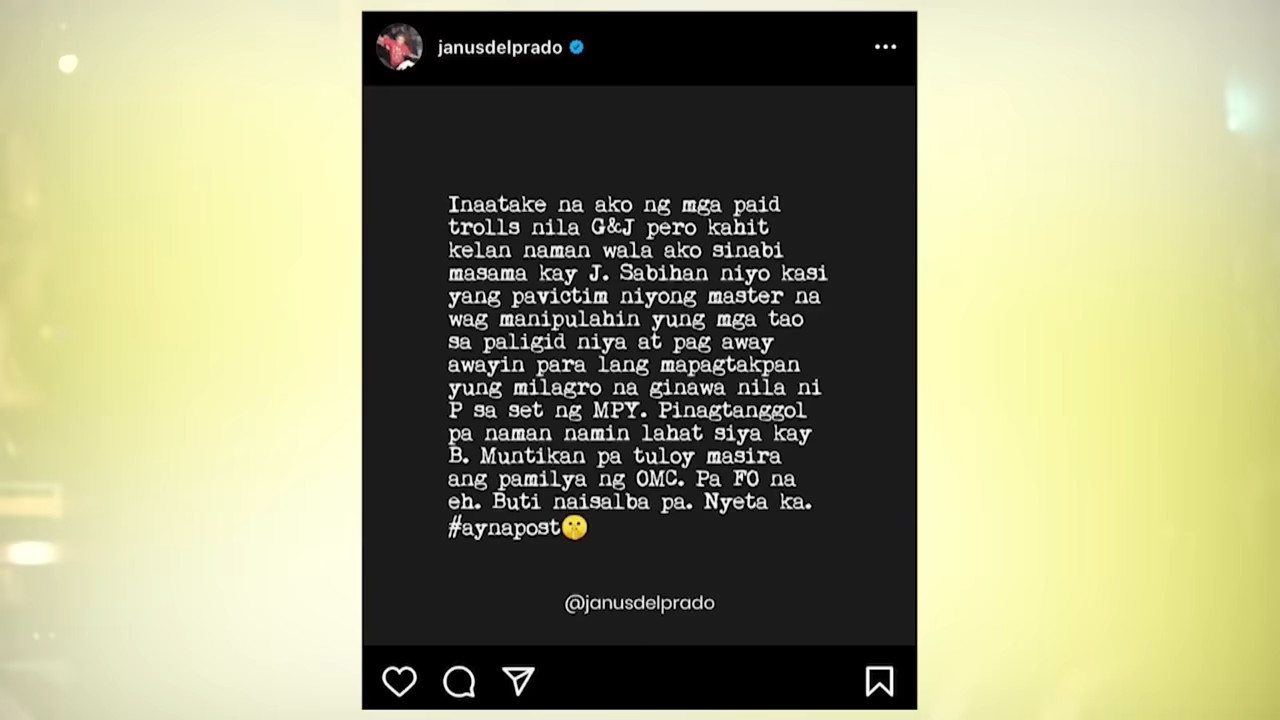 janusdelprado
Inaatake na ako ng mga paid
trolls nila G&J pero kahit
kelan naman wala ako sinabi
masama kay J. Sabihan niyo kasi
yang pavictim niyong master na
wag manipulahin yung mga tao
sa paligid niya at pag away
awayin para lang mapagtakpan
yung milagro na ginawa nila ni
P sa set ng MPY. Pinagtanggol
pa naman namin lahat siya kay
B. Muntikan pa tuloy masira
ang pamilya ng OMC. Pa FO na
eh. Buti naisalba pa. Nyeta ka.
#aynapost🤫
@janusdelprado